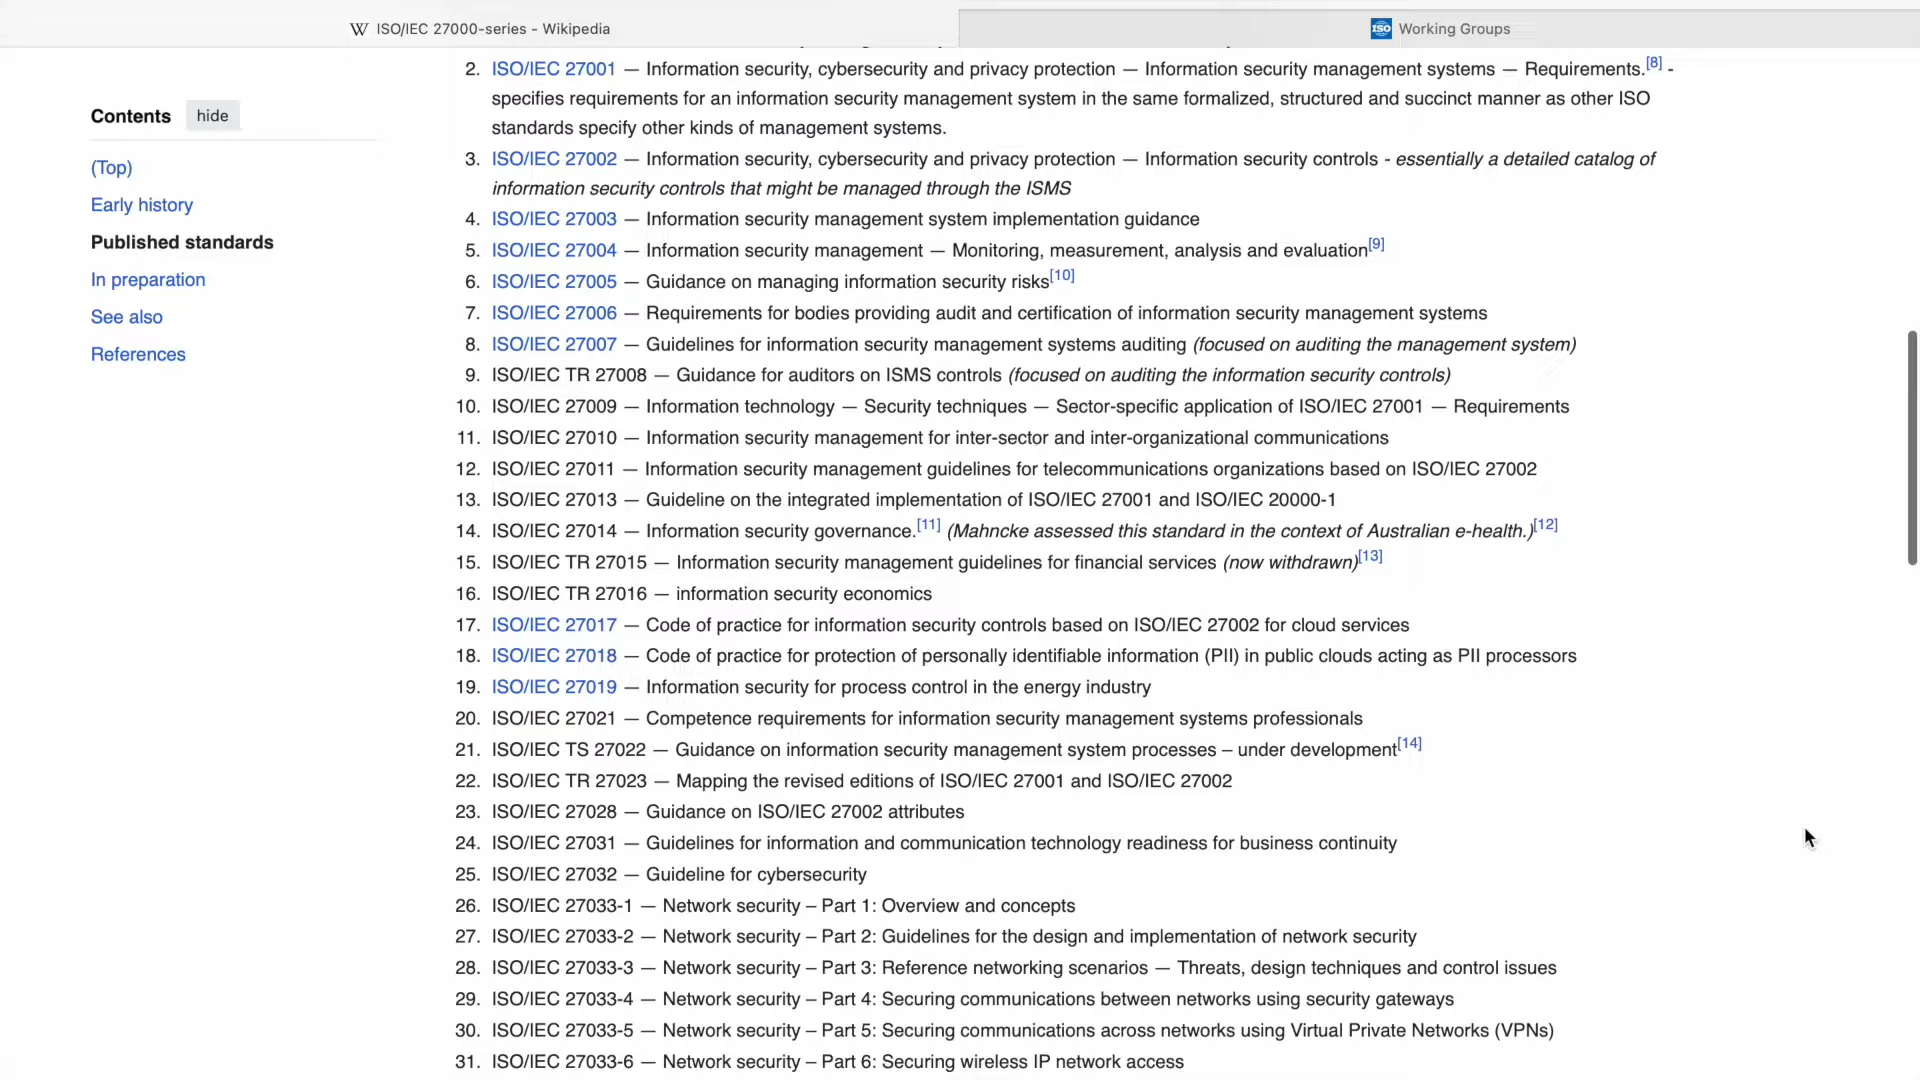 ISO/IEC 27000-series - Wikipedia
Working Groups
Contents
hide
(Top)
Early history
Published standards
In preparation
See also
References
2. ISO/IEC 27001 — Information security, cybersecurity and privacy protection — Information security management systems — Requirements.[8] -
specifies requirements for an information security management system in the same formalized, structured and succinct manner as other ISO
standards specify other kinds of management systems.
3. ISO/IEC 27002 — Information security, cybersecurity and privacy protection — Information security controls - essentially a detailed catalog of
information security controls that might be managed through the ISMS
4. ISO/IEC 27003 — Information security management system implementation guidance
5. ISO/IEC 27004 — Information security management — Monitoring, measurement, analysis and evaluation[9]
6. ISO/IEC 27005 — Guidance on managing information security risks[10]
7. ISO/IEC 27006 — Requirements for bodies providing audit and certification of information security management systems
8. ISO/IEC 27007 — Guidelines for information security management systems auditing (focused on auditing the management system)
9. ISO/IEC TR 27008 — Guidance for auditors on ISMS controls (focused on auditing the information security controls)
10. ISO/IEC 27009 — Information technology — Security techniques — Sector-specific application of ISO/IEC 27001 — Requirements
11. ISO/IEC 27010 — Information security management for inter-sector and inter-organizational communications
12. ISO/IEC 27011 — Information security management guidelines for telecommunications organizations based on ISO/IEC 27002
13. ISO/IEC 27013 — Guideline on the integrated implementation of ISO/IEC 27001 and ISO/IEC 20000-1
14. ISO/IEC 27014 — Information security governance.[11] (Mahncke assessed this standard in the context of Australian e-health.)[12]
15. ISO/IEC TR 27015 — Information security management guidelines for financial services (now withdrawn)[13]
16. ISO/IEC TR 27016 — information security economics
17. ISO/IEC 27017 — Code of practice for information security controls based on ISO/IEC 27002 for cloud services
18. ISO/IEC 27018 — Code of practice for protection of personally identifiable information (PII) in public clouds acting as PII processors
19. ISO/IEC 27019 — Information security for process control in the energy industry
20. ISO/IEC 27021 — Competence requirements for information security management systems professionals
21. ISO/IEC TS 27022 — Guidance on information security management system processes – under development[14]
22. ISO/IEC TR 27023 — Mapping the revised editions of ISO/IEC 27001 and ISO/IEC 27002
23. ISO/IEC 27028 — Guidance on ISO/IEC 27002 attributes
24. ISO/IEC 27031 — Guidelines for information and communication technology readiness for business continuity
25. ISO/IEC 27032 — Guideline for cybersecurity
26. ISO/IEC 27033-1 — Network security – Part 1: Overview and concepts
27. ISO/IEC 27033-2 — Network security – Part 2: Guidelines for the design and implementation of network security
28. ISO/IEC 27033-3 — Network security – Part 3: Reference networking scenarios — Threats, design techniques and control issues
29. ISO/IEC 27033-4 — Network security – Part 4: Securing communications between networks using security gateways
30. ISO/IEC 27033-5 — Network security – Part 5: Securing communications across networks using Virtual Private Networks (VPNs)
31. ISO/IEC 27033-6 — Network security – Part 6: Securing wireless IP network access